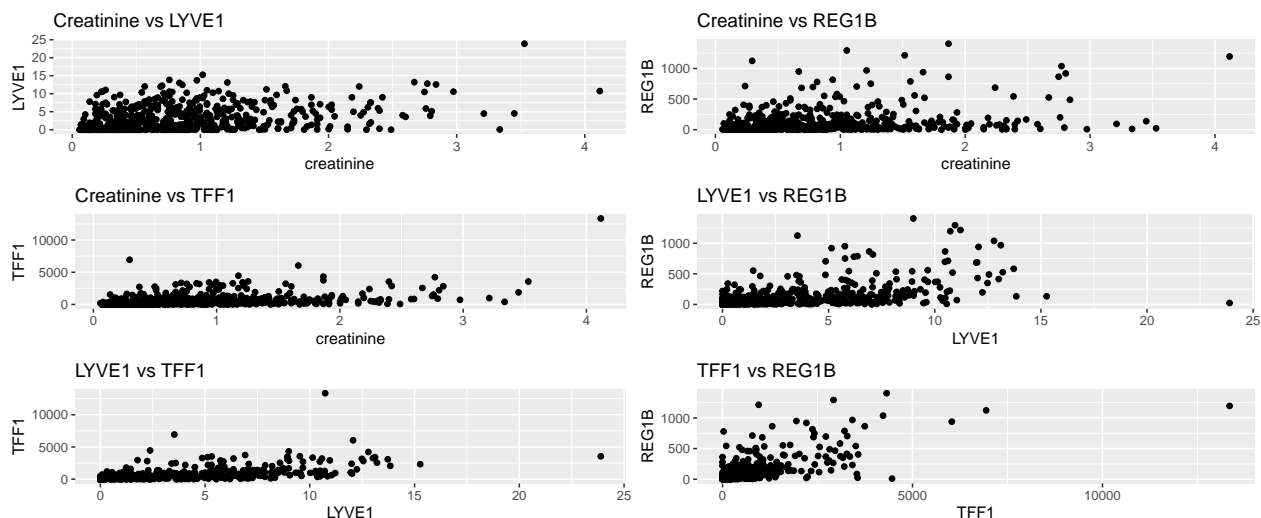 Creatinine vs LYVE1
25
20
15
10
5
0
LYVE1
0 1 2 3 4
creatinine
Creatinine vs REG1B
1000
500
0
REG1B
0 1 2 3 4
creatinine
Creatinine vs TFF1
10000
5000
0
TFF1
0 1 2 3 4
creatinine
LYVE1 vs REG1B
1000
500
0
REG1B
0 5 10 15 20 25
LYVE1
LYVE1 vs TFF1
10000
5000
0
TFF1
0 5 10 15 20 25
LYVE1
TFF1 vs REG1B
1000
500
0
REG1B
0 5000 10000
TFF1